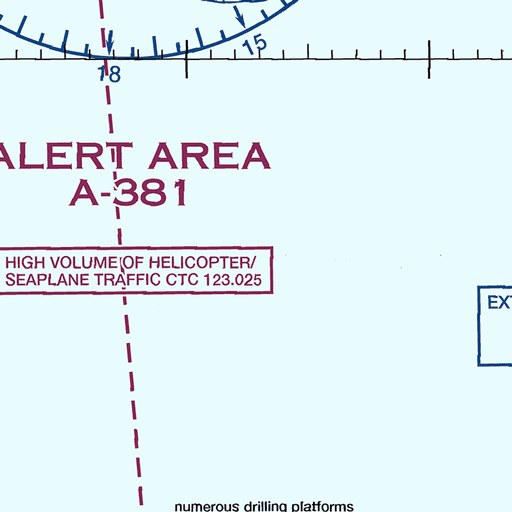 15
18
ALERT AREA
A-381
HIGH VOLUME OF HELICOPTER/
SEAPLANE TRAFFIC CTC 123.025
EXT
numerous drilling platforms